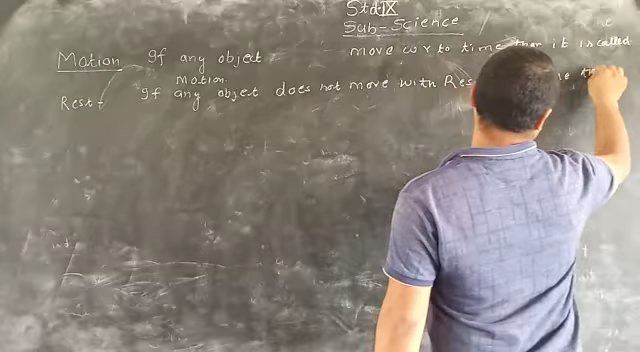 Std-IX
Sub-Science
Motion If any object move w.r to time then it is called
motion.
Rest- If any object does not move with Res